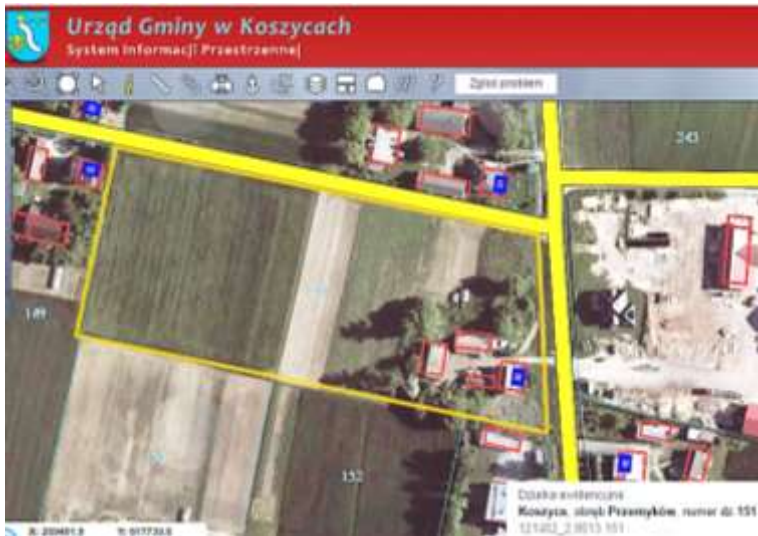 Urząd Gminy w Koszycach
System Informacji Przestrzennej
Zgłoś problem
243
149
152
Działka ewidencyjna
Koszyce, obręb Przemyków, numer dz 151